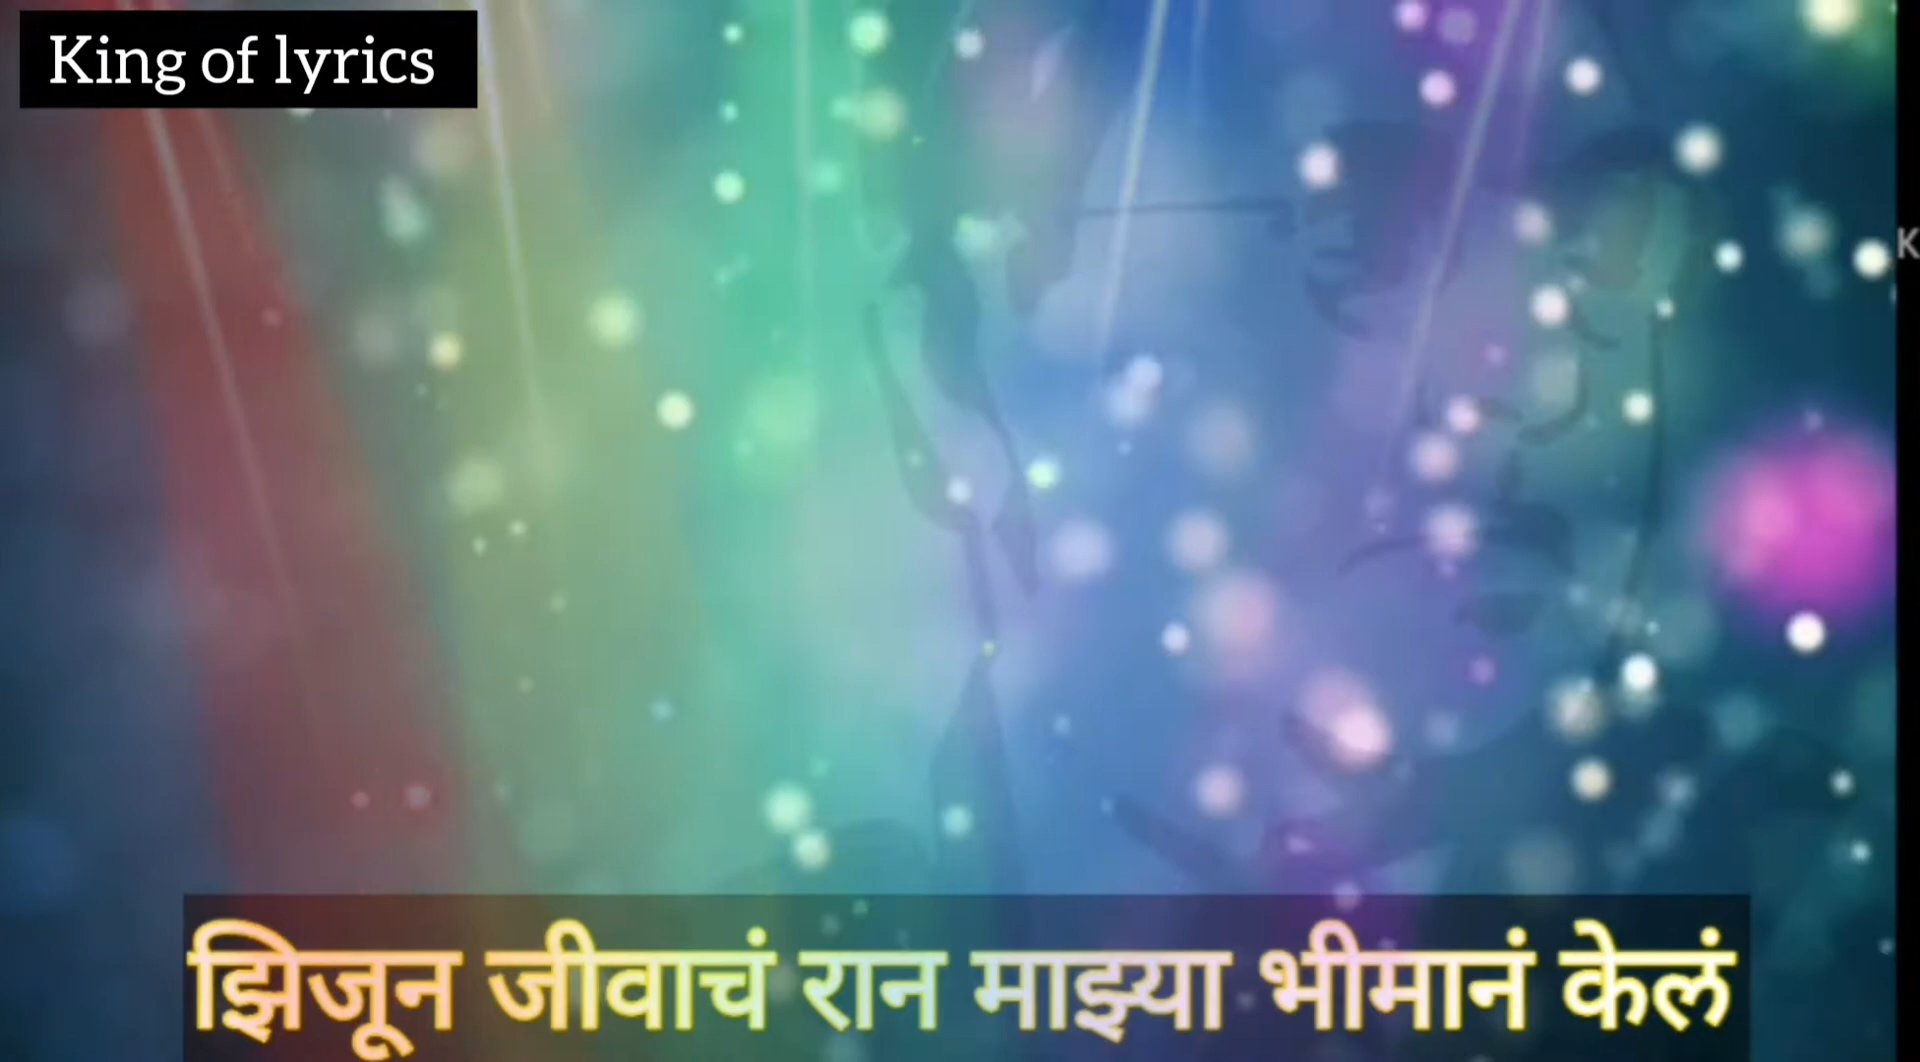 King of lyrics
K
झिजून जीवाचं रान माझ्या भीमानं केलं